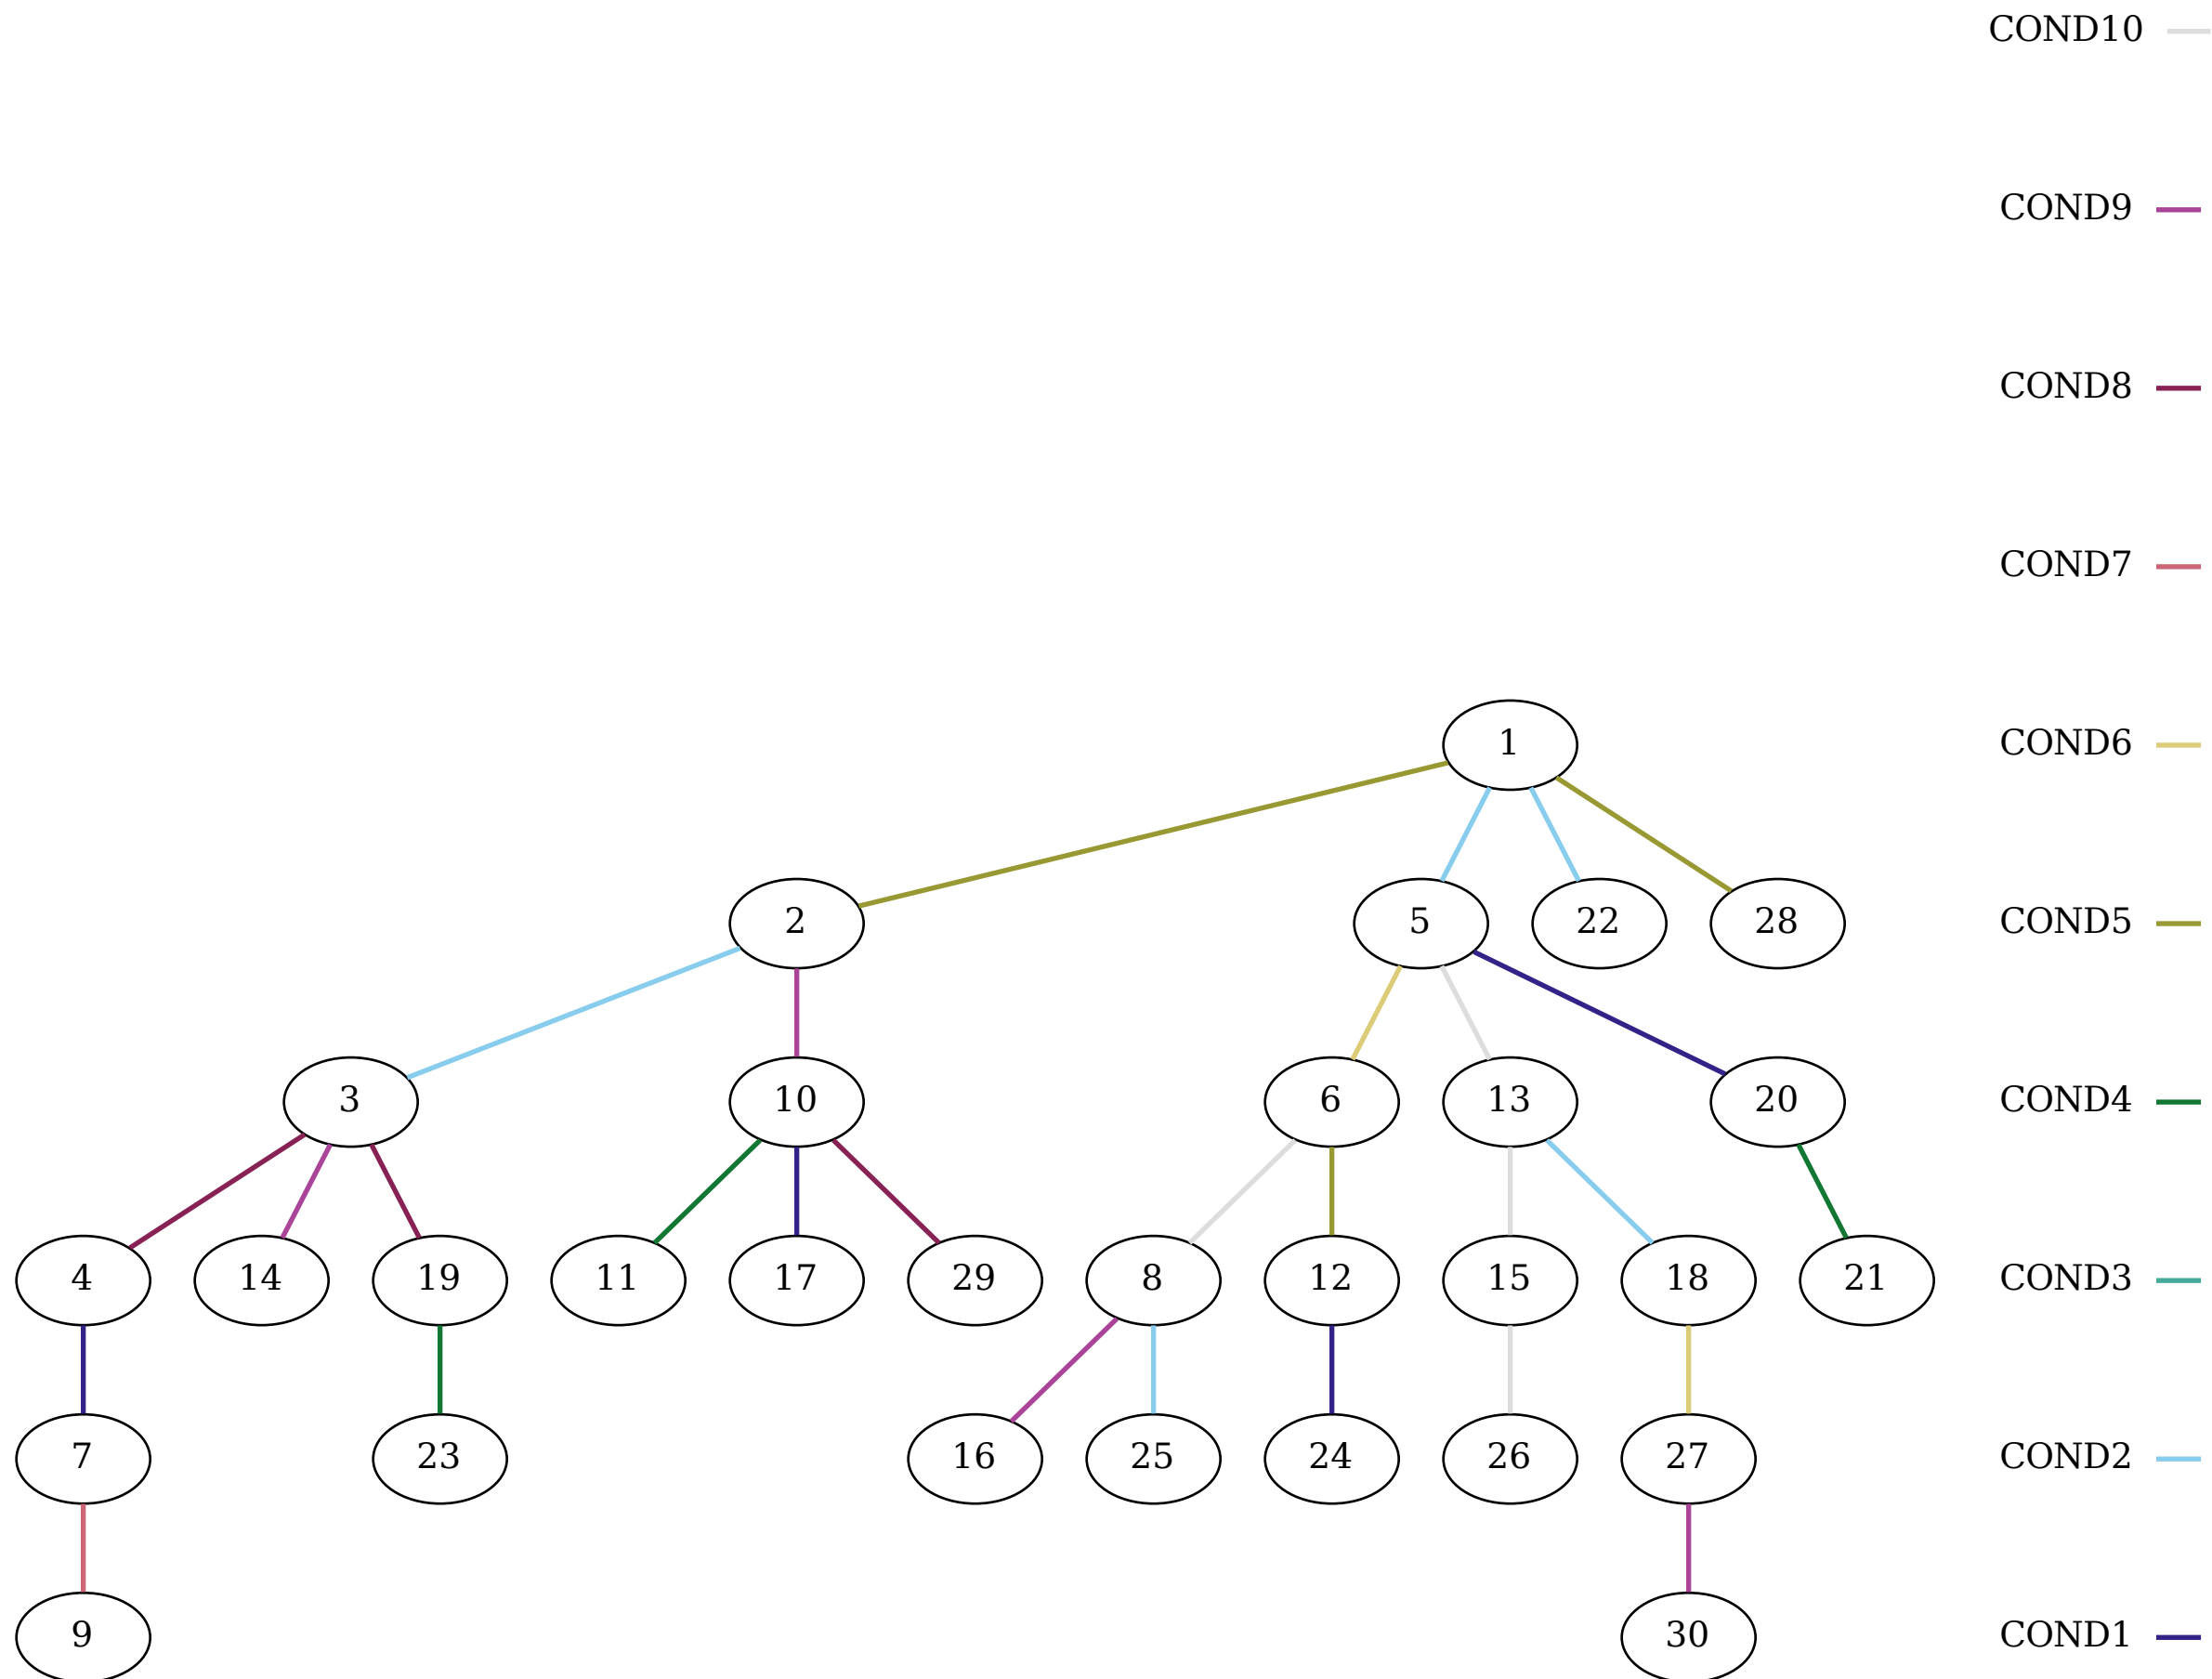 COND10
COND9
COND8
COND7
1 COND6
2 5 22 28 COND5
3 10 6 13 20 COND4
4 14 19 11 17 29 8 12 15 18 21 COND3
7 23 16 25 24 26 27 COND2
9 30 COND1